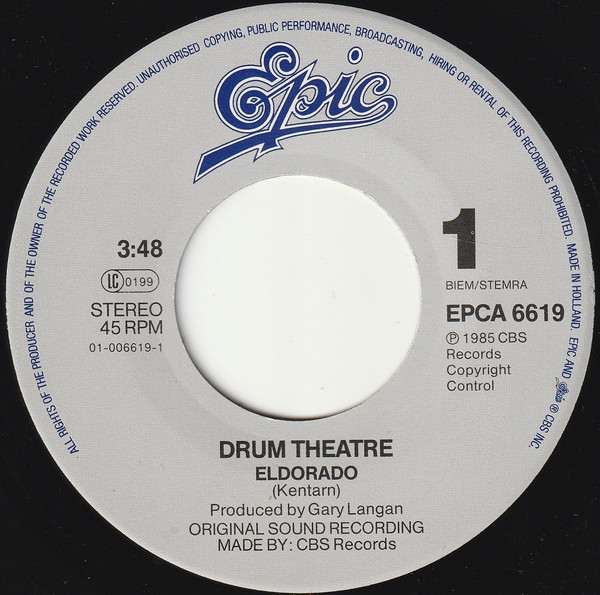 ALL RIGHTS OF THE PRODUCER AND OF THE OWNER OF THE RECORDED WORK RESERVED. UNAUTHORISED COPYING, PUBLIC PERFORMANCE, BROADCASTING, HIRING OR RENTAL OF THIS RECORDING PROHIBITED. MADE IN HOLLAND. EPIC AND Epic ® CBS INC.
Epic
3:48
LC 0199
STEREO
45 RPM
01-006619-1
1
BIEM/STEMRA
EPCA 6619
℗ 1985 CBS
Records
Copyright
Control
DRUM THEATRE
ELDORADO
(Kentarn)
Produced by Gary Langan
ORIGINAL SOUND RECORDING
MADE BY: CBS Records